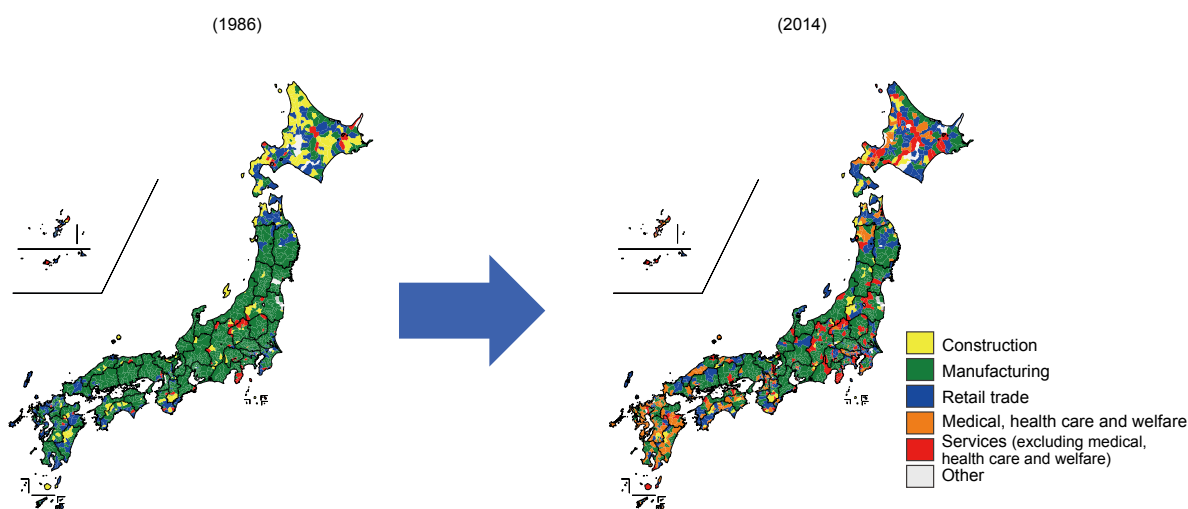 (1986)
(2014)
Construction
Manufacturing
Retail trade
Medical, health care and welfare
Services (excluding medical,
health care and welfare)
Other